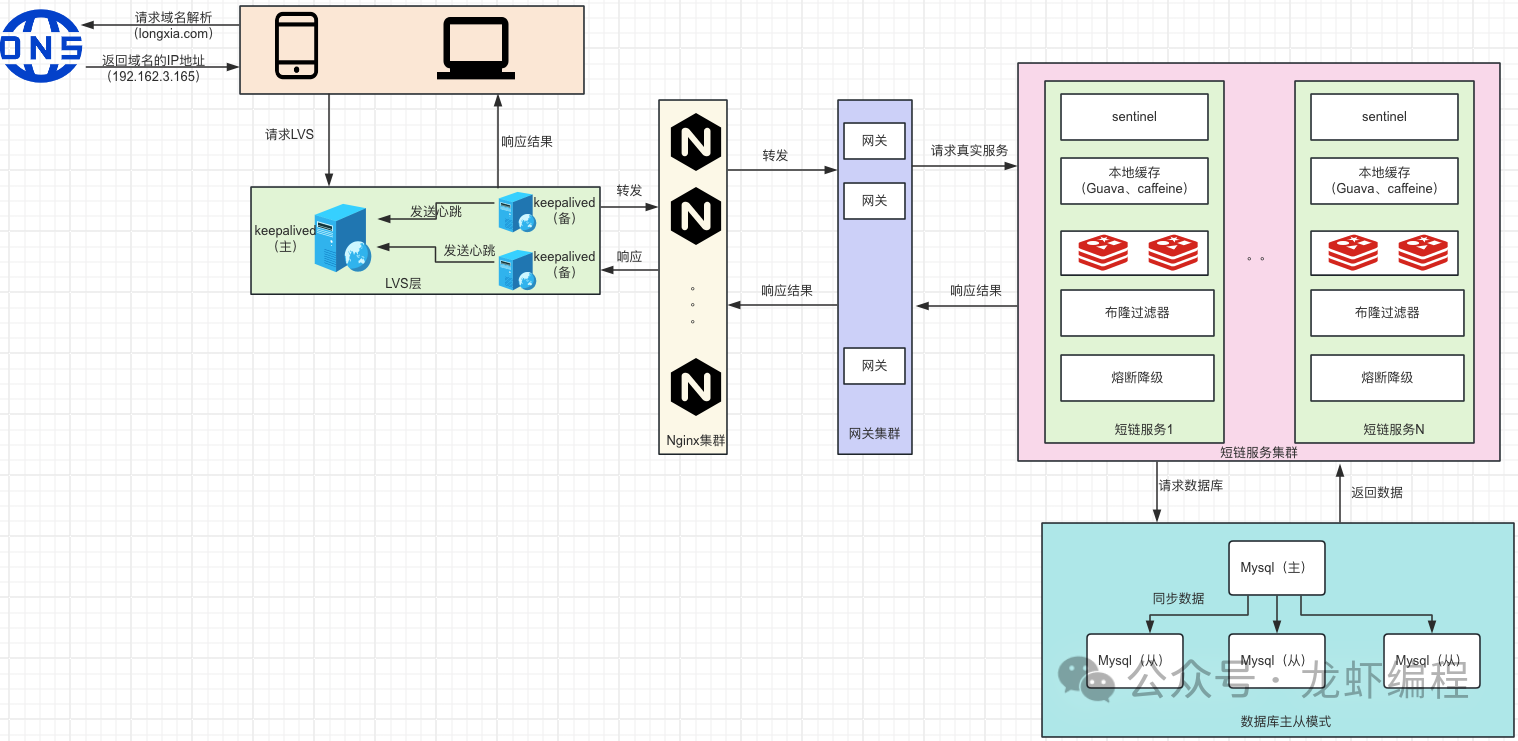 DNS
请求域名解析
(longxia.com)
返回域名的IP地址
(192.162.3.165)
请求LVS
响应结果
keepalived
(主)
发送心跳
发送心跳
keepalived
(备)
keepalived
(备)
LVS层
转发
响应
N
N
。
。
。
N
Nginx集群
转发
响应结果
网关
网关
网关
网关集群
请求真实服务
响应结果
sentinel
本地缓存
(Guava、caffeine)
布隆过滤器
熔断降级
短链服务1
。。
sentinel
本地缓存
(Guava、caffeine)
布隆过滤器
熔断降级
短链服务N
短链服务集群
请求数据库
返回数据
Mysql（主）
同步数据
Mysql（从）
Mysql（从）
Mysql（从）
公众号·龙虾编程
数据库主从模式